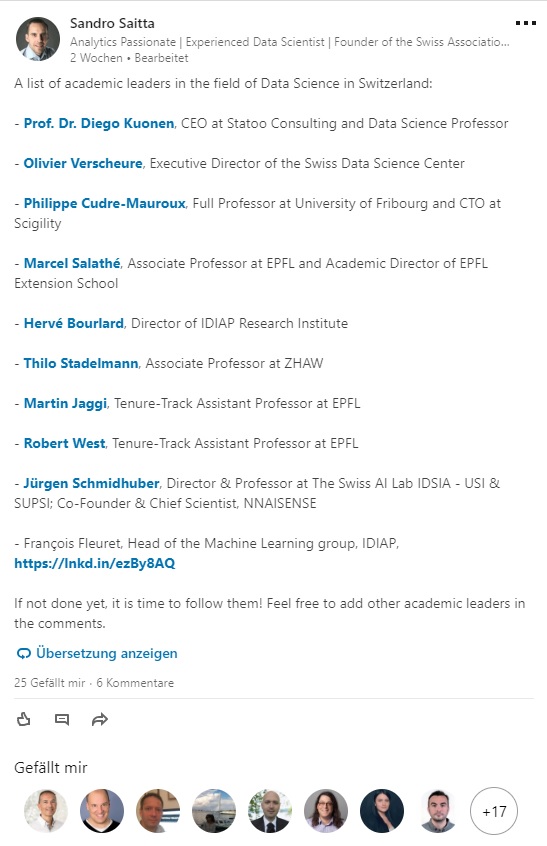 Sandro Saitta
Analytics Passionate | Experienced Data Scientist | Founder of the Swiss Associatio...
2 Wochen • Bearbeitet
A list of academic leaders in the field of Data Science in Switzerland:
- Prof. Dr. Diego Kuonen, CEO at Statoo Consulting and Data Science Professor
- Olivier Verscheure, Executive Director of the Swiss Data Science Center
- Philippe Cudre-Mauroux, Full Professor at University of Fribourg and CTO at
Scigility
- Marcel Salathé, Associate Professor at EPFL and Academic Director of EPFL
Extension School
- Hervé Bourlard, Director of IDIAP Research Institute
- Thilo Stadelmann, Associate Professor at ZHAW
- Martin Jaggi, Tenure-Track Assistant Professor at EPFL
- Robert West, Tenure-Track Assistant Professor at EPFL
- Jürgen Schmidhuber, Director & Professor at The Swiss AI Lab IDSIA - USI &
SUPSI; Co-Founder & Chief Scientist, NNAISENSE
- François Fleuret, Head of the Machine Learning group, IDIAP,
https://lnkd.in/ezBy8AQ
If not done yet, it is time to follow them! Feel free to add other academic leaders in
the comments.
Übersetzung anzeigen
25 Gefällt mir · 6 Kommentare
Gefällt mir
+17